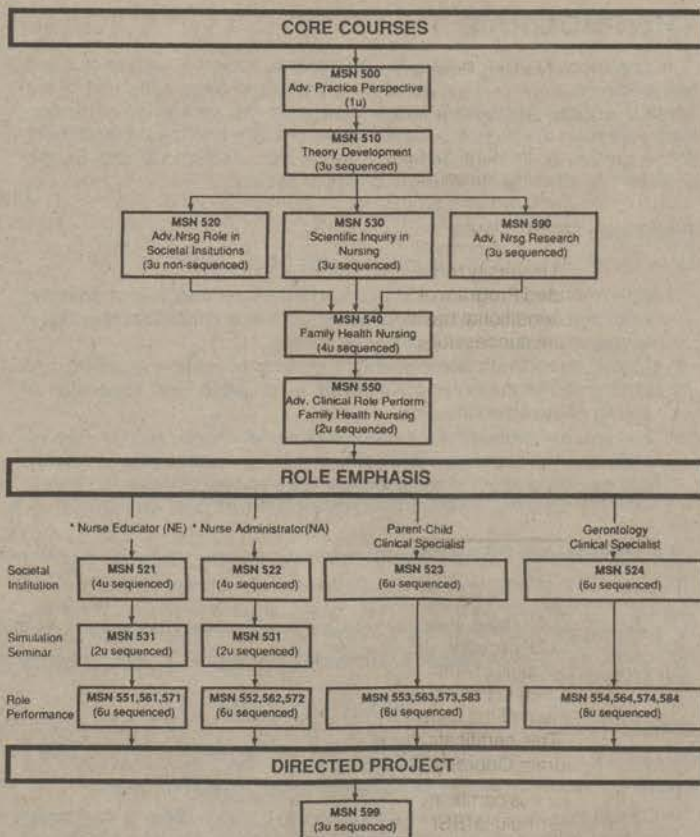 CORE COURSES
MSN 500
Adv. Practice Perspective
(1u)
MSN 510
Theory Development
(3u sequenced)
MSN 520
Adv.Nrsg Role in
Societal Insitutions
(3u non-sequenced)
MSN 530
Scientific Inquiry in
Nursing
(3u sequenced)
MSN 590
Adv. Nrsg Research
(3u sequenced)
MSN 540
Family Health Nursing
(4u sequenced)
MSN 550
Adv. Clinical Role Perform
Family Health Nursing
(2u sequenced)
ROLE EMPHASIS
* Nurse Educator (NE)
* Nurse Administrator(NA)
Parent-Child
Clinical Specialist
Gerontology
Clinical Specialist
Societal
Institution
MSN 521
(4u sequenced)
MSN 522
(4u sequenced)
MSN 523
(6u sequenced)
MSN 524
(6u sequenced)
Simulation
Seminar
MSN 531
(2u sequenced)
MSN 531
(2u sequenced)
Role
Performance
MSN 551,561,571
(6u sequenced)
MSN 552,562,572
(6u sequenced)
MSN 553,563,573,583
(6u sequenced)
MSN 554,564,574,584
(6u sequenced)
DIRECTED PROJECT
MSN 599
(3u sequenced)